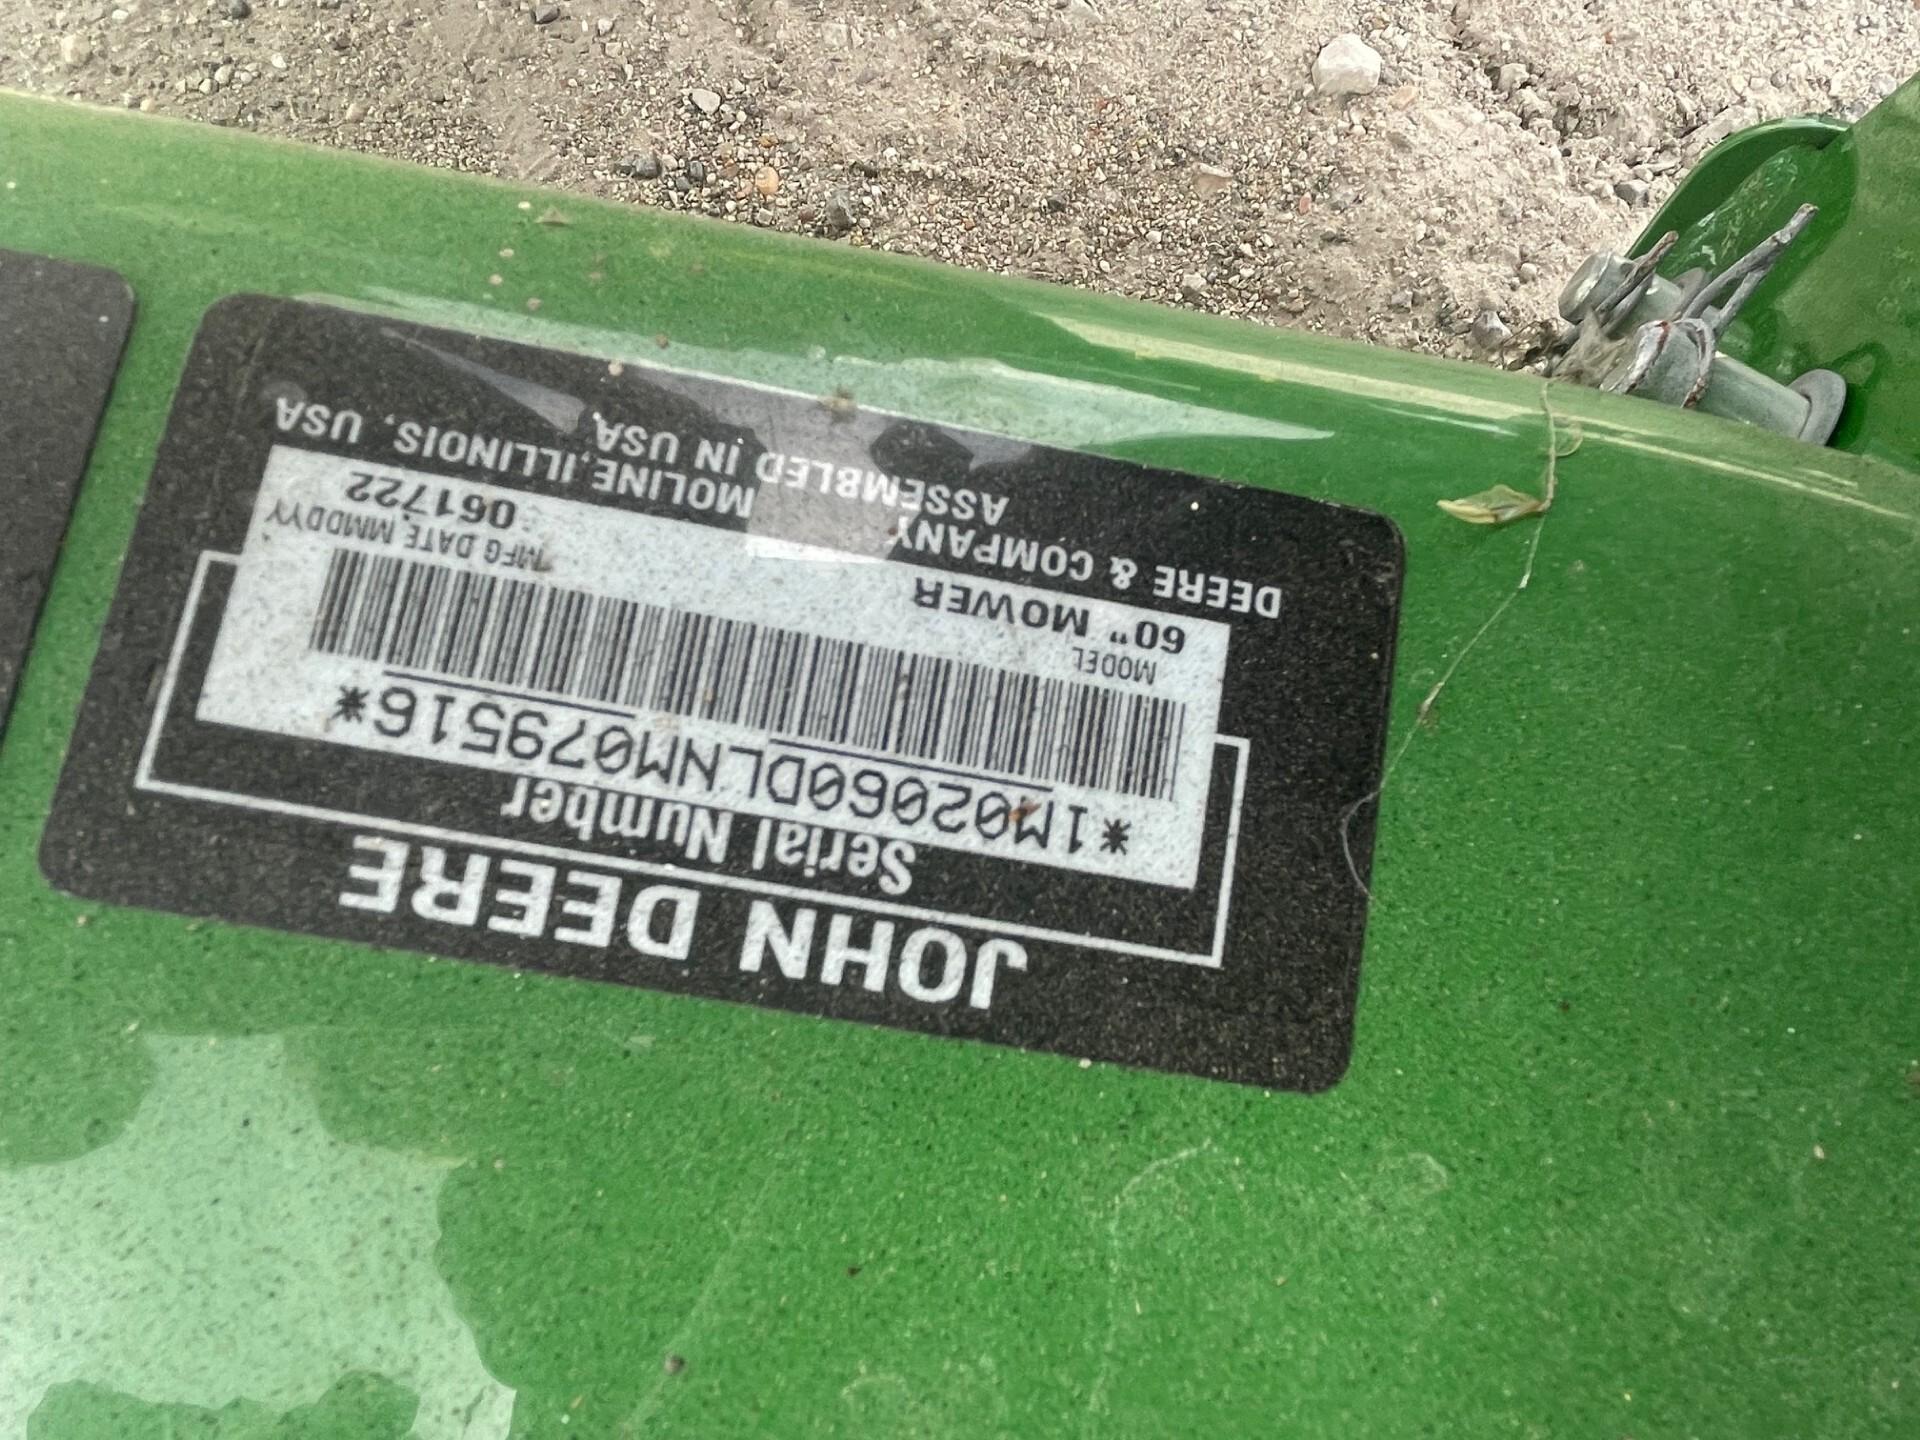 JOHN DEERE
Serial Number
*1M02060DLNM079516*
MODEL
60" MOWER
MFG DATE MMDDYY
061722
DEERE & COMPANY MOLINE, ILLINOIS, USA
ASSEMBLED IN USA